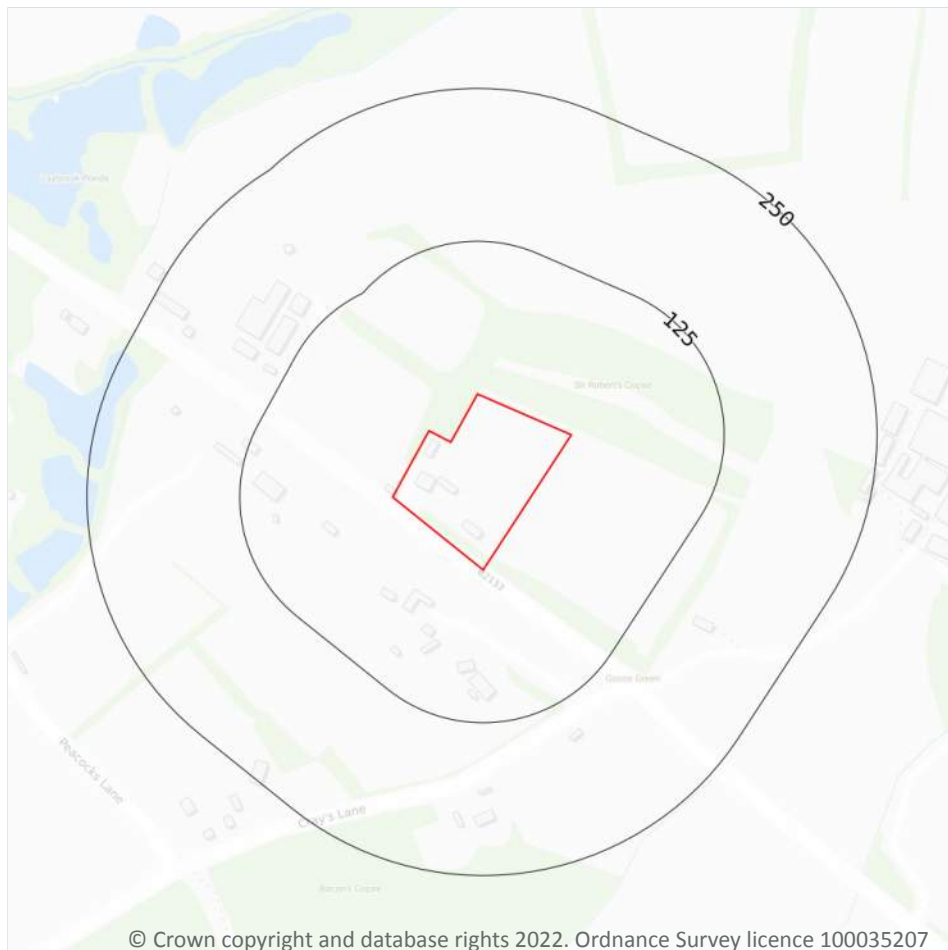 250
125
Sir Robert's Copse
B2133
Goose Green
Peacocks Lane
Clay's Lane
© Crown copyright and database rights 2022. Ordnance Survey licence 100035207